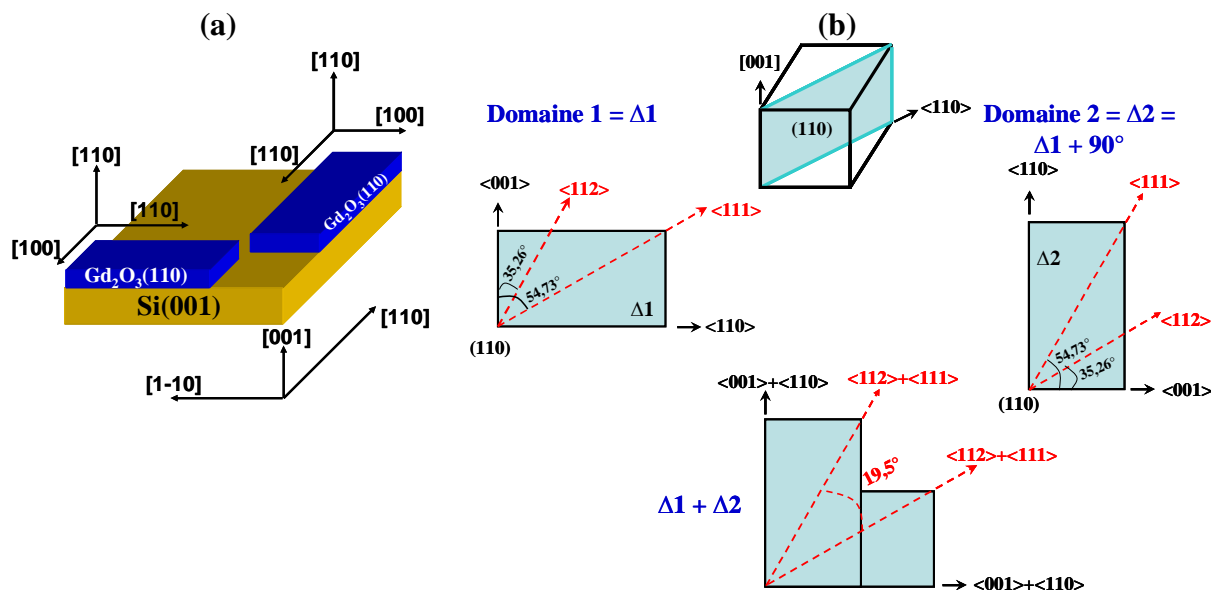 (a)
(b)
[110]
[100]
[110]
[110]
[110]
[100]
Gd2O3(110)
Gd2O3(110)
Si(001)
[001]
[110]
[1-10]
[001]
(110)
<110>
Domaine 1 = Δ1
<001>
<112>
<111>
35,26°
54,73°
Δ1
<110>
(110)
Domaine 2 = Δ2 =
Δ1 + 90°
<110>
<111>
Δ2
<112>
54,73°
35,26°
<001>
(110)
<001>+<110>
<112>+<111>
<112>+<111>
19,5°
Δ1 + Δ2
<001>+<110>